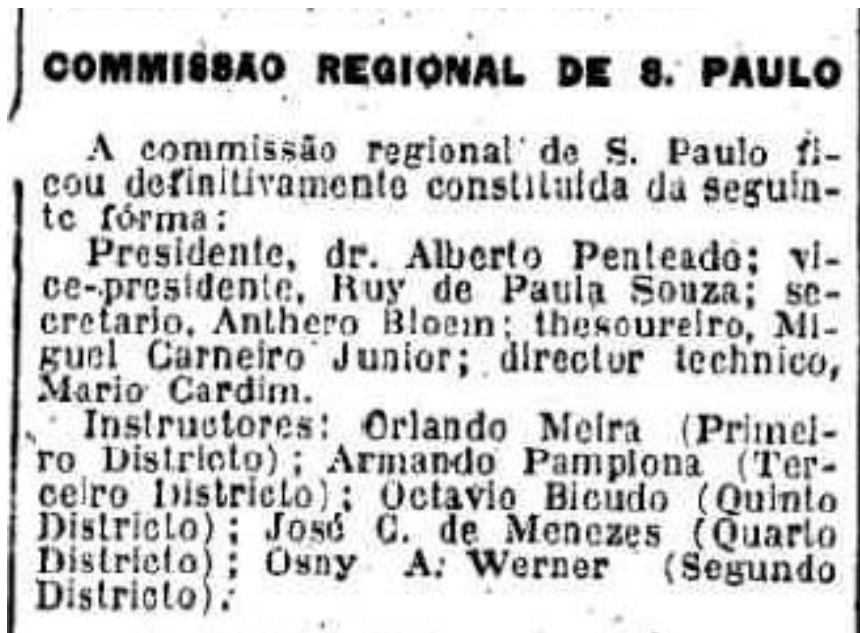 COMMISSÃO REGIONAL DE S. PAULO
A commissão regional de S. Paulo fi-
cou definitivamente constituida da seguin-
te fórma:
Presidente, dr. Alberto Penteado; vi-
ce-presidente, Ruy de Paula Souza; se-
cretario, Anthero Bloem; thesoureiro, Mi-
guel Carneiro Junior; director technico,
Mario Cardim.
Instructores: Orlando Meira (Primei-
ro Districto); Armando Pamplona (Ter-
ceiro Districto); Octavio Bicudo (Quinto
Districto); José C. de Menezes (Quarto
Districto); Osny A. Werner (Segundo
Districto).